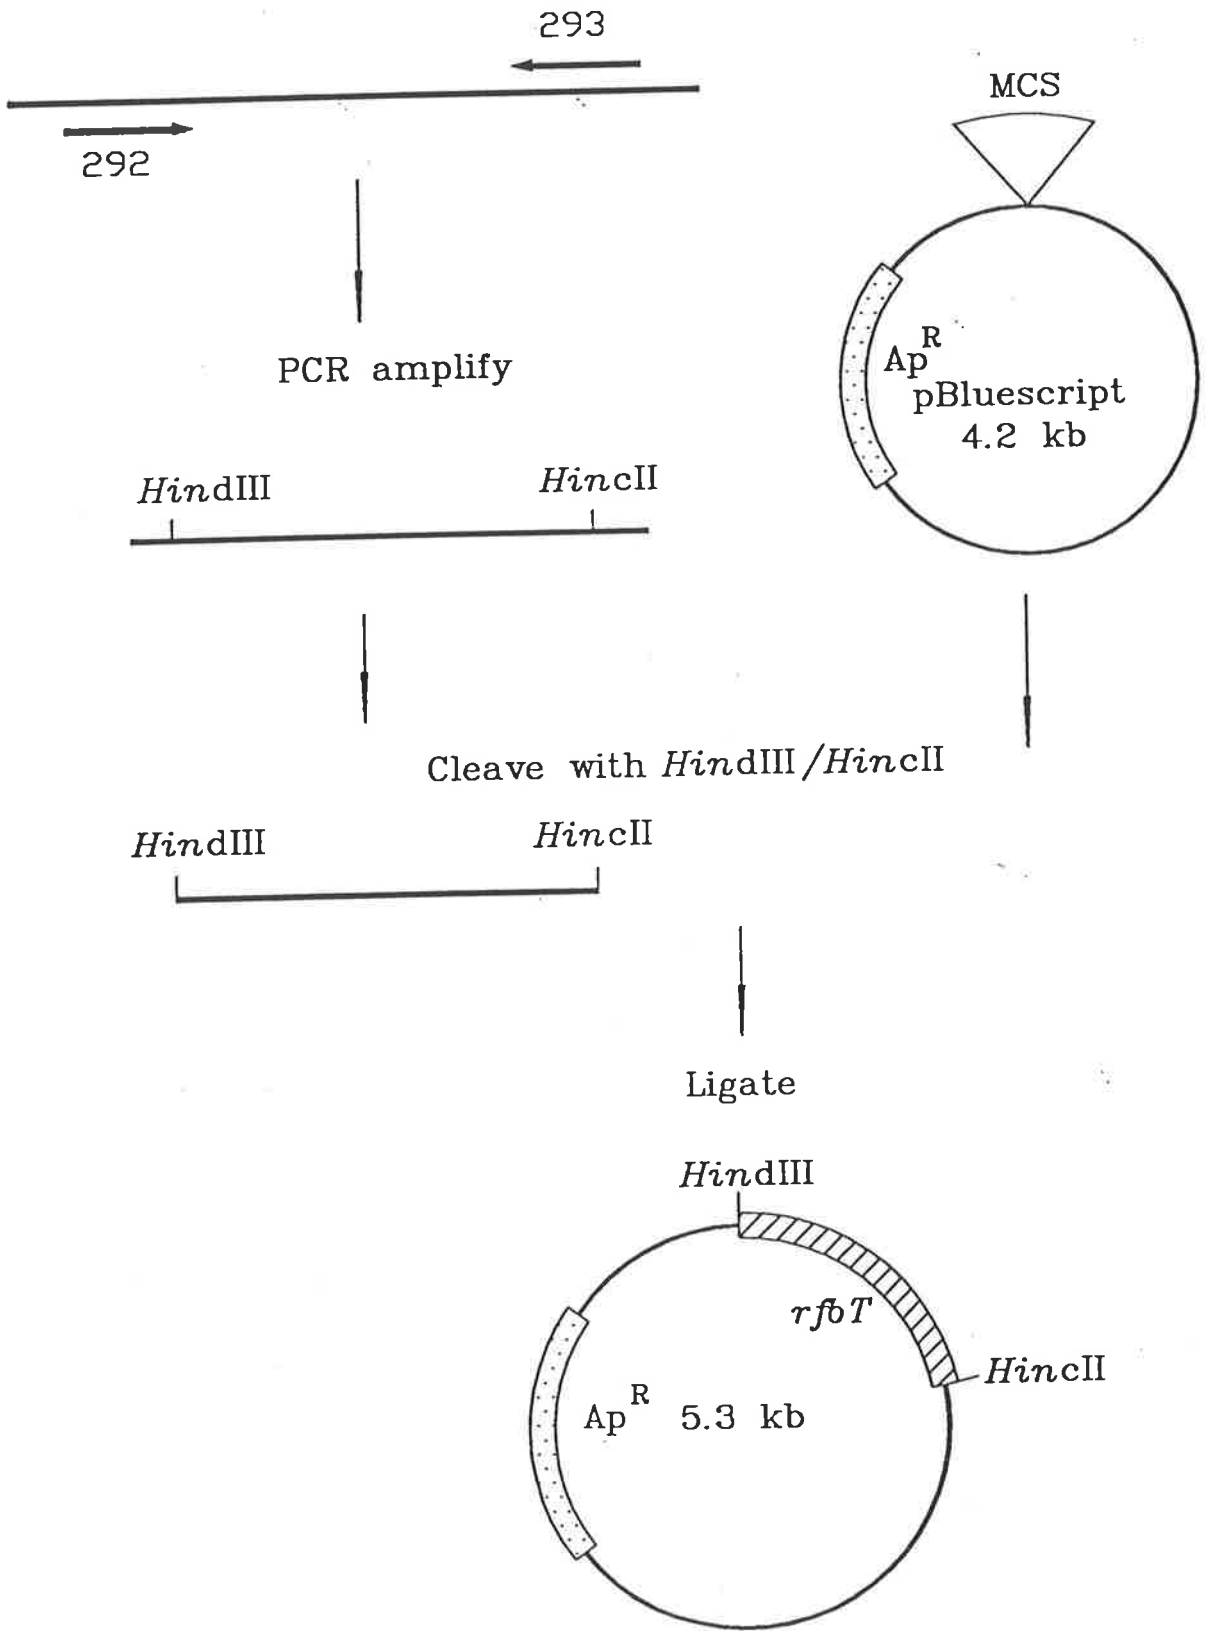 293
292
MCS
PCR amplify
Ap^R
pBluescript
4.2 kb
HindIII
HincII
Cleave with HindIII/HincII
HindIII
HincII
Ligate
HindIII
rfbT
HincII
Ap^R 5.3 kb